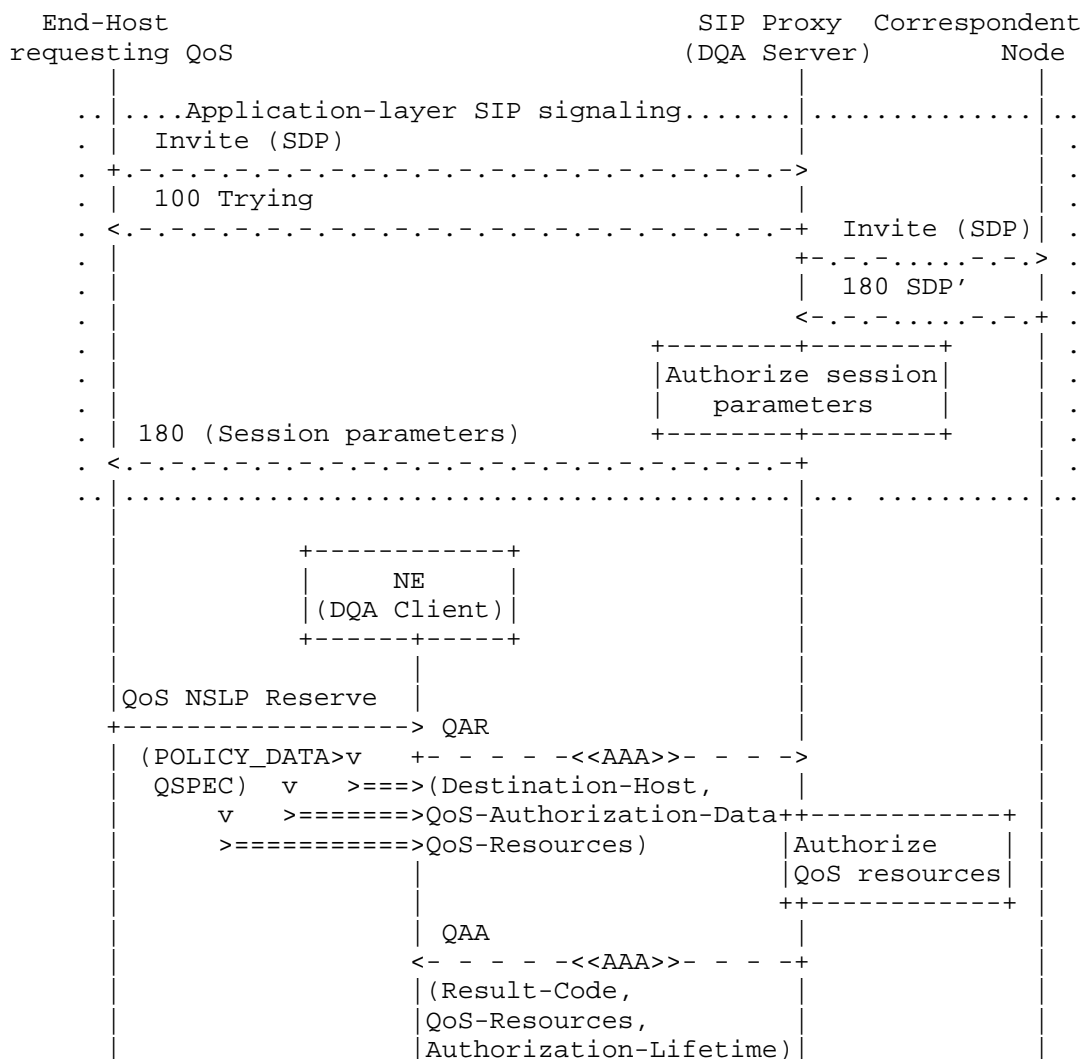 End-Host                                    SIP Proxy  Correspondent
requesting QoS                            (DQA Server)        Node
Application-layer SIP signaling
Invite (SDP)
100 Trying
Invite (SDP)
180 SDP'
Authorize session
parameters
180 (Session parameters)
NE
(DQA Client)
QoS NSLP Reserve
QAR
(POLICY_DATA>v <<AAA>>
QSPEC) v >===>(Destination-Host,
v >=======>QoS-Authorization-Data
>===========>QoS-Resources) Authorize
QoS resources
QAA
<<AAA>>
(Result-Code,
QoS-Resources,
Authorization-Lifetime)